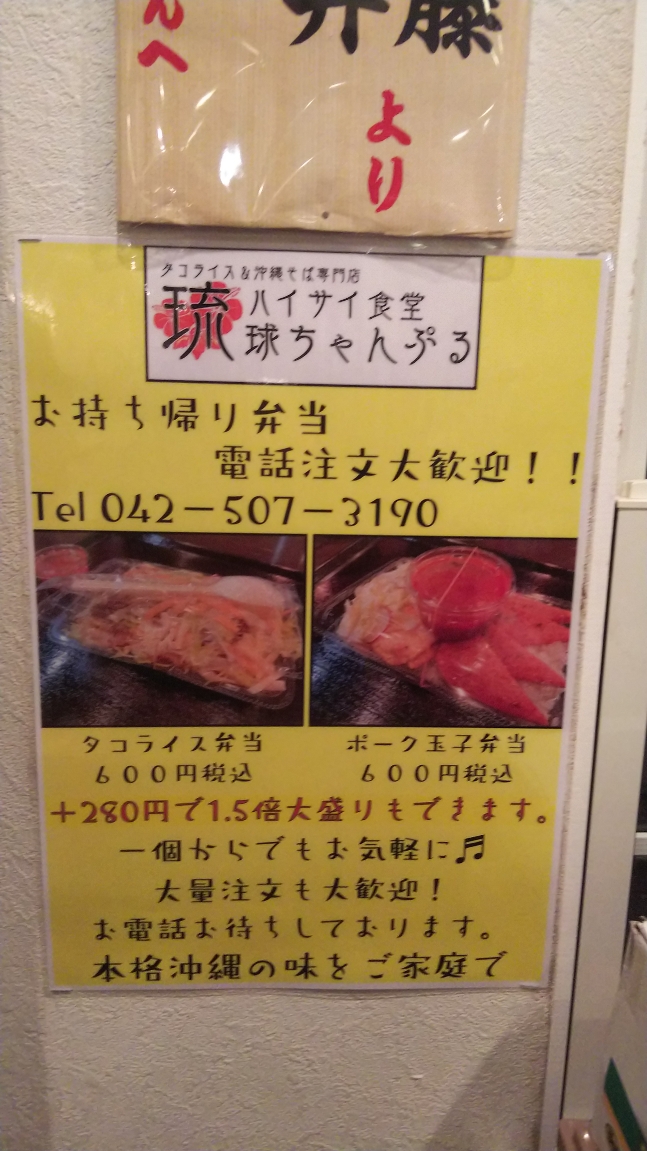 んへ
藤
より
タコライス&沖縄そば専門店
琉
ハイサイ食堂
球ちゃんぷる
お持ち帰り弁当
電話注文大歓迎！！
Tel 042－507－3190
タコライス弁当
ポーク玉子弁当
６００円税込
６００円税込
＋280円で1.5倍大盛りもできます。
一個からでもお気軽に♬
大量注文も大歓迎！
お電話お待ちしております。
本格沖縄の味をご家庭で